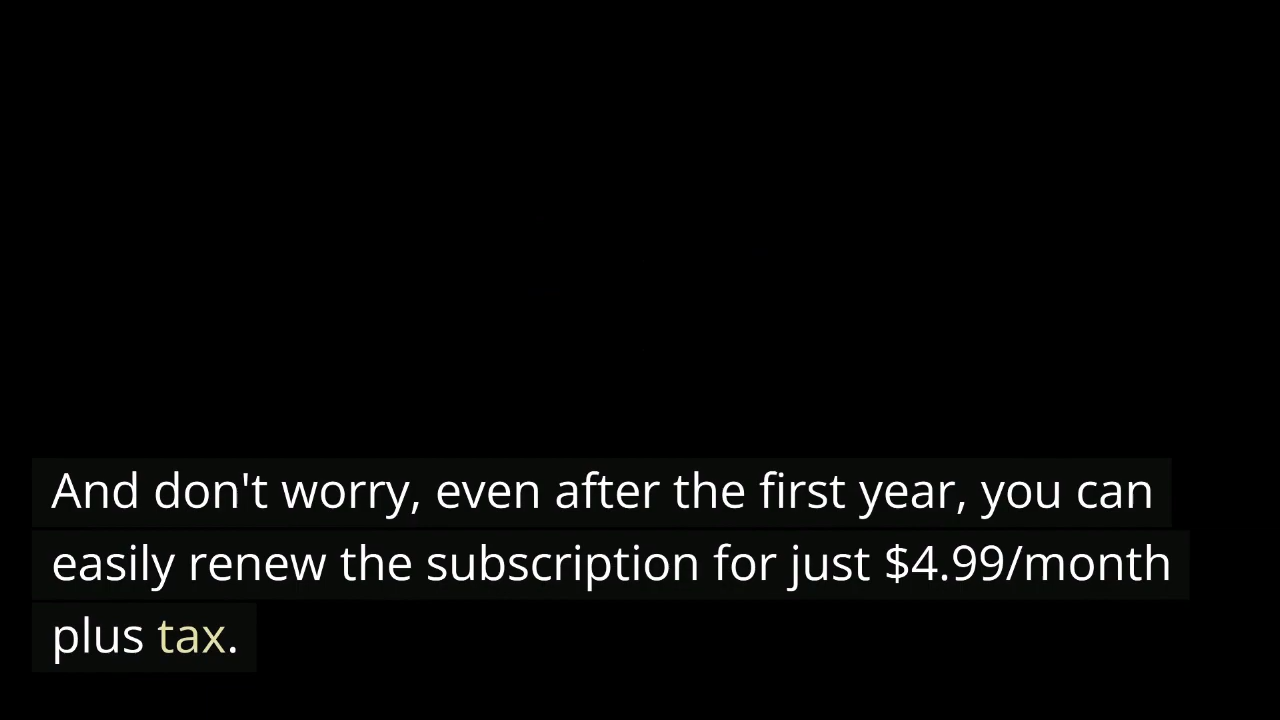 And don't worry, even after the first year, you can
easily renew the subscription for just $4.99/month
plus tax.